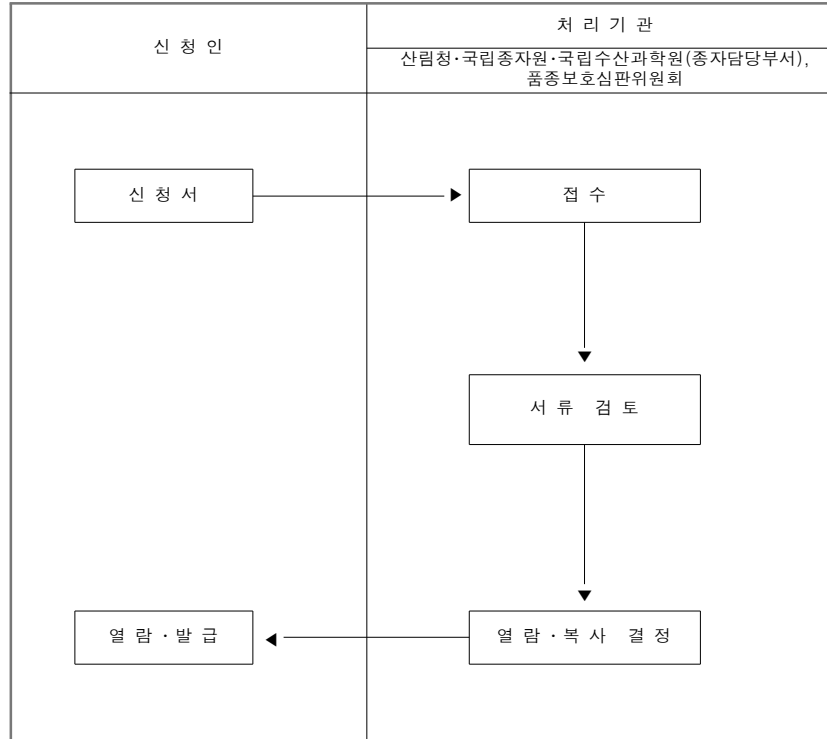 신 청 인
처 리 기 관
산림청·국립종자원·국립수산과학원(종자담당부서),
품종보호심판위원회
신 청 서
접 수
서 류 검 토
열 람 · 발 급
열 람 · 복 사 결 정